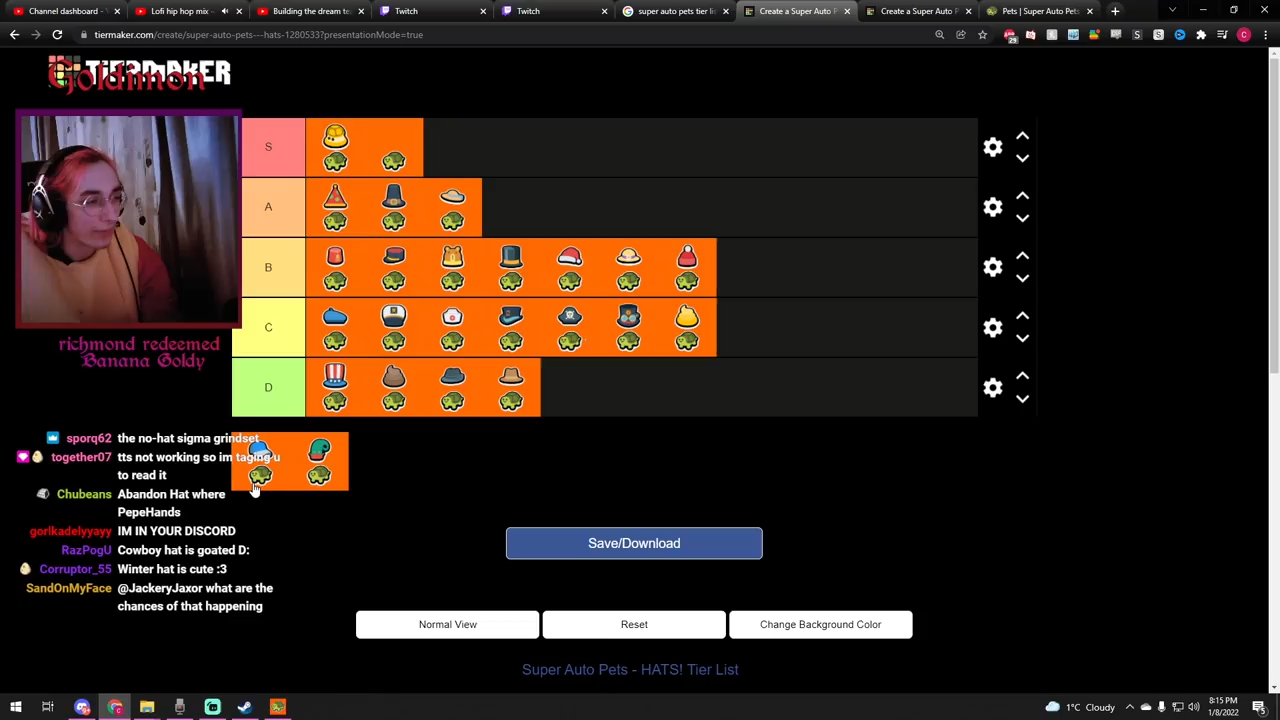 Channel dashboard -
Lofi hip hop mix -
Building the dream te
Twitch
Twitch
super auto pets tier li
Create a Super Auto P
Create a Super Auto P
Pets | Super Auto Pets
tiermaker.com/create/super-auto-pets---hats-1280533?presentationMode=true
29
C
TiERMAKER
Goldimon
S
A
B
C
D
richmond redeemed
Banana Goldy
sporq62 the no-hat sigma grindset
together07 tts not working so im taging u
to read it
Chubeans Abandon Hat where
PepeHands
gorlkadelyyayy IM IN YOUR DISCORD
RazPogU Cowboy hat is goated D:
Corruptor_55 Winter hat is cute :3
SandOnMyFace @JackeryJaxor what are the
chances of that happening
Save/Download
Normal View
Reset
Change Background Color
Super Auto Pets - HATS! Tier List
1°C Cloudy
8:15 PM
1/8/2022